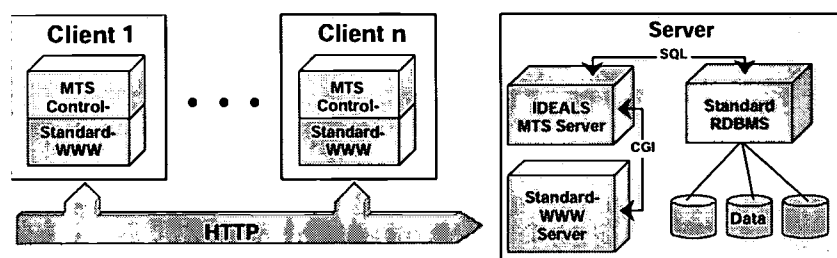 Client 1
MTS
Control-
Standard-
WWW
Client n
MTS
Control-
Standard-
WWW
HTTP
Server
SQL
IDEALS
MTS Server
Standard
RDBMS
CGI
Standard-
WWW
Server
Data